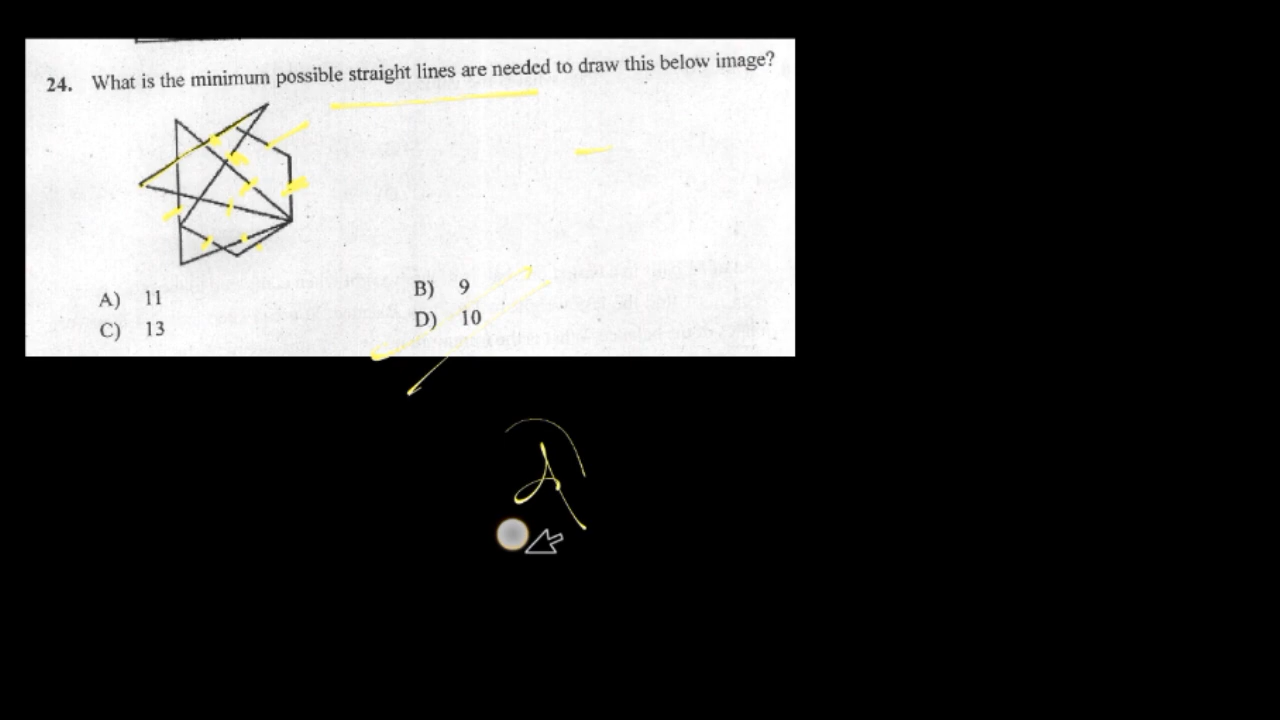 24. What is the minimum possible straight lines are needed to draw this below image?
A) 11
B) 9
C) 13
D) 10